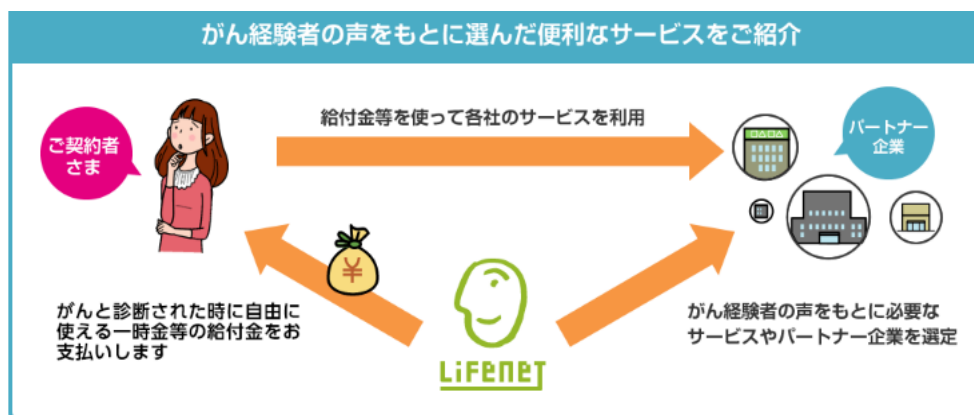 がん経験者の声をもとに選んだ便利なサービスをご紹介
ご契約者
さま
給付金等を使って各社のサービスを利用
パートナー
企業
¥
がんと診断された時に自由に
使える一時金等の給付金をお
支払いします
LIFENET
がん経験者の声をもとに必要な
サービスやパートナー企業を選定